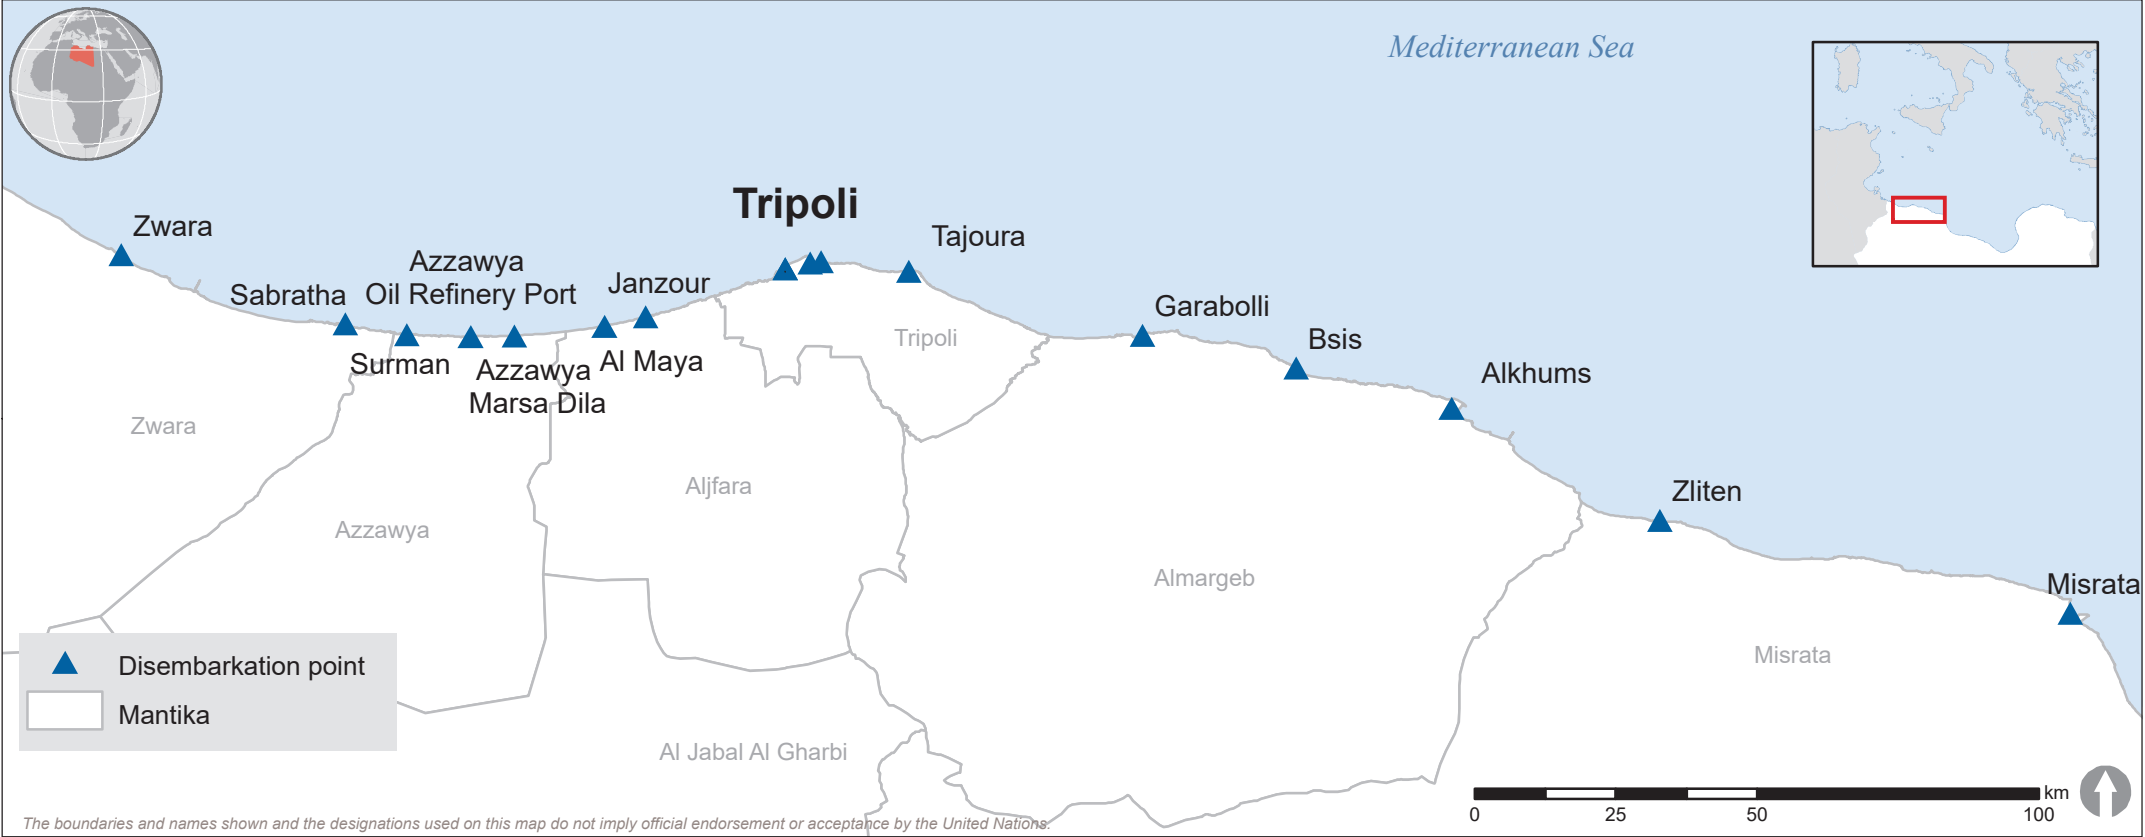 Mediterranean Sea
Tripoli
Zwara
Tajoura
Azzawya
Oil Refinery Port
Sabratha
Janzour
Garabolli
Bsis
Surman
Azzawya
Marsa Dila
Al Maya
Alkhums
Tripoli
Zwara
Aljfara
Zliten
Azzawya
Almargeb
Misrata
Misrata
Disembarkation point
Mantika
Al Jabal Al Gharbi
km
0 25 50 100
The boundaries and names shown and the designations used on this map do not imply official endorsement or acceptance by the United Nations.